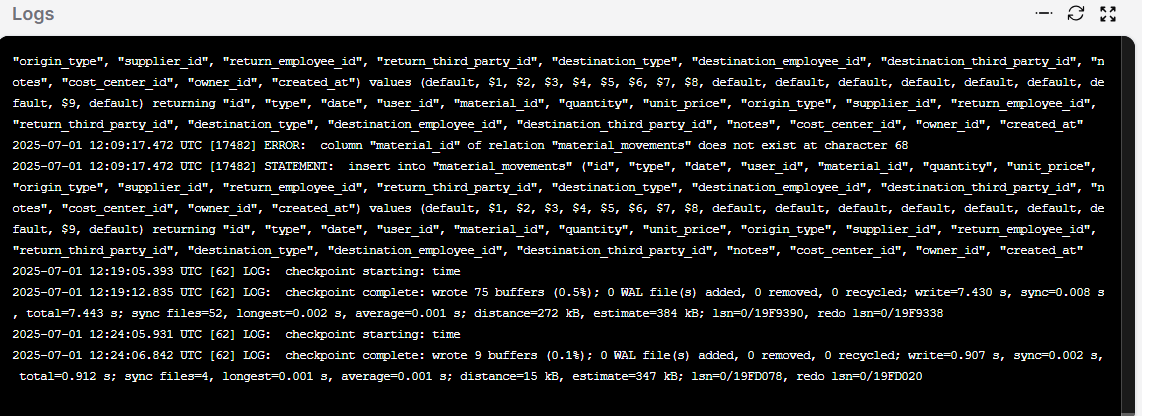 Logs
"origin_type", "supplier_id", "return_employee_id", "return_third_party_id", "destination_type", "destination_employee_id", "destination_third_party_id", "n
otes", "cost_center_id", "owner_id", "created_at") values (default, $1, $2, $3, $4, $5, $6, $7, $8, default, default, default, default, default, default, de
fault, $9, default) returning "id", "type", "date", "user_id", "material_id", "quantity", "unit_price", "origin_type", "supplier_id", "return_employee_id",
"return_third_party_id", "destination_type", "destination_employee_id", "destination_third_party_id", "notes", "cost_center_id", "owner_id", "created_at"
2025-07-01 12:09:17.472 UTC [17482] ERROR:  column "material_id" of relation "material_movements" does not exist at character 68
2025-07-01 12:09:17.472 UTC [17482] STATEMENT:  insert into "material_movements" ("id", "type", "date", "user_id", "material_id", "quantity", "unit_price",
"origin_type", "supplier_id", "return_employee_id", "return_third_party_id", "destination_type", "destination_employee_id", "destination_third_party_id", "n
otes", "cost_center_id", "owner_id", "created_at") values (default, $1, $2, $3, $4, $5, $6, $7, $8, default, default, default, default, default, default, de
fault, $9, default) returning "id", "type", "date", "user_id", "material_id", "quantity", "unit_price", "origin_type", "supplier_id", "return_employee_id",
"return_third_party_id", "destination_type", "destination_employee_id", "destination_third_party_id", "notes", "cost_center_id", "owner_id", "created_at"
2025-07-01 12:19:05.393 UTC [62] LOG:  checkpoint starting: time
2025-07-01 12:19:12.835 UTC [62] LOG:  checkpoint complete: wrote 75 buffers (0.5%); 0 WAL file(s) added, 0 removed, 0 recycled; write=7.430 s, sync=0.008 s
, total=7.443 s; sync files=52, longest=0.002 s, average=0.001 s; distance=272 kB, estimate=384 kB; lsn=0/19F9390, redo lsn=0/19F9338
2025-07-01 12:24:05.931 UTC [62] LOG:  checkpoint starting: time
2025-07-01 12:24:06.842 UTC [62] LOG:  checkpoint complete: wrote 9 buffers (0.1%); 0 WAL file(s) added, 0 removed, 0 recycled; write=0.907 s, sync=0.002 s,
total=0.912 s; sync files=4, longest=0.001 s, average=0.001 s; distance=15 kB, estimate=347 kB; lsn=0/19FD078, redo lsn=0/19FD020